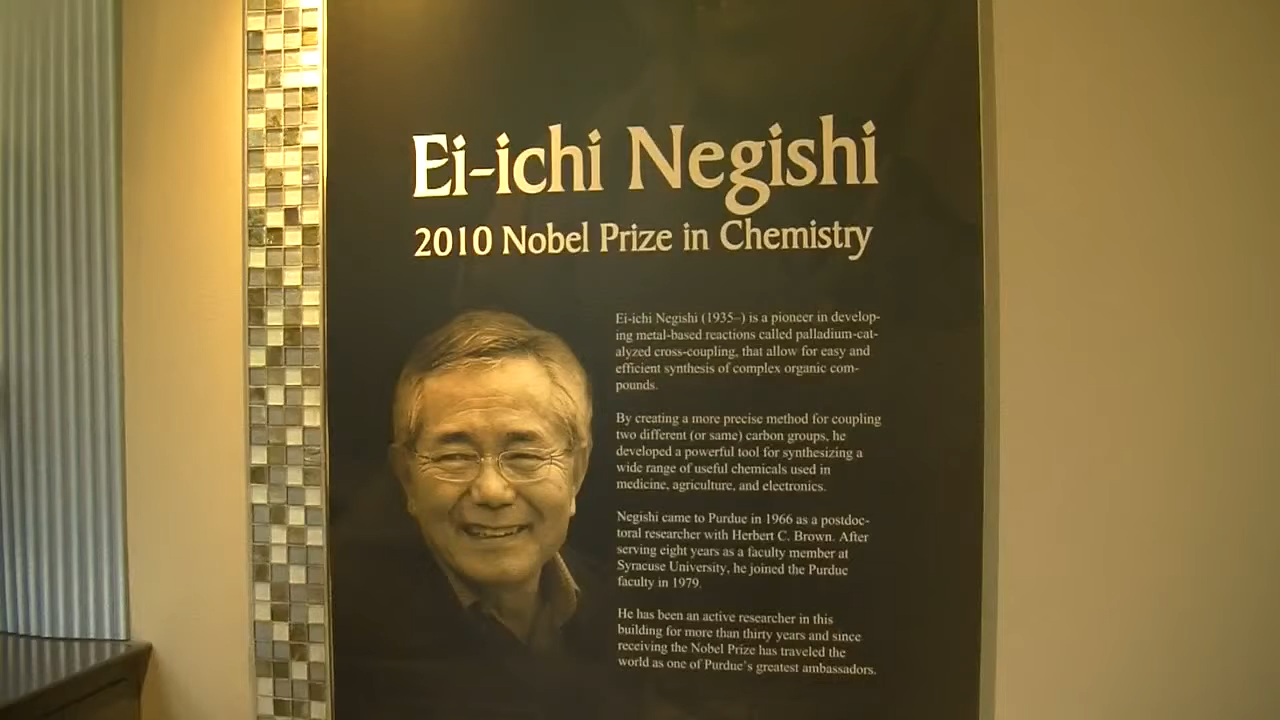 Ei-ichi Negishi
2010 Nobel Prize in Chemistry
Ei-ichi Negishi (1935–) is a pioneer in develop-
ing metal-based reactions called palladium-cat-
alyzed cross-coupling, that allow for easy and
efficient synthesis of complex organic com-
pounds.
By creating a more precise method for coupling
two different (or same) carbon groups, he
developed a powerful tool for synthesizing a
wide range of useful chemicals used in
medicine, agriculture, and electronics.
Negishi came to Purdue in 1966 as a postdoc-
toral researcher with Herbert C. Brown. After
serving eight years as a faculty member at
Syracuse University, he joined the Purdue
faculty in 1979.
He has been an active researcher in this
building for more than thirty years and since
receiving the Nobel Prize has traveled the
world as one of Purdue's greatest ambassadors.